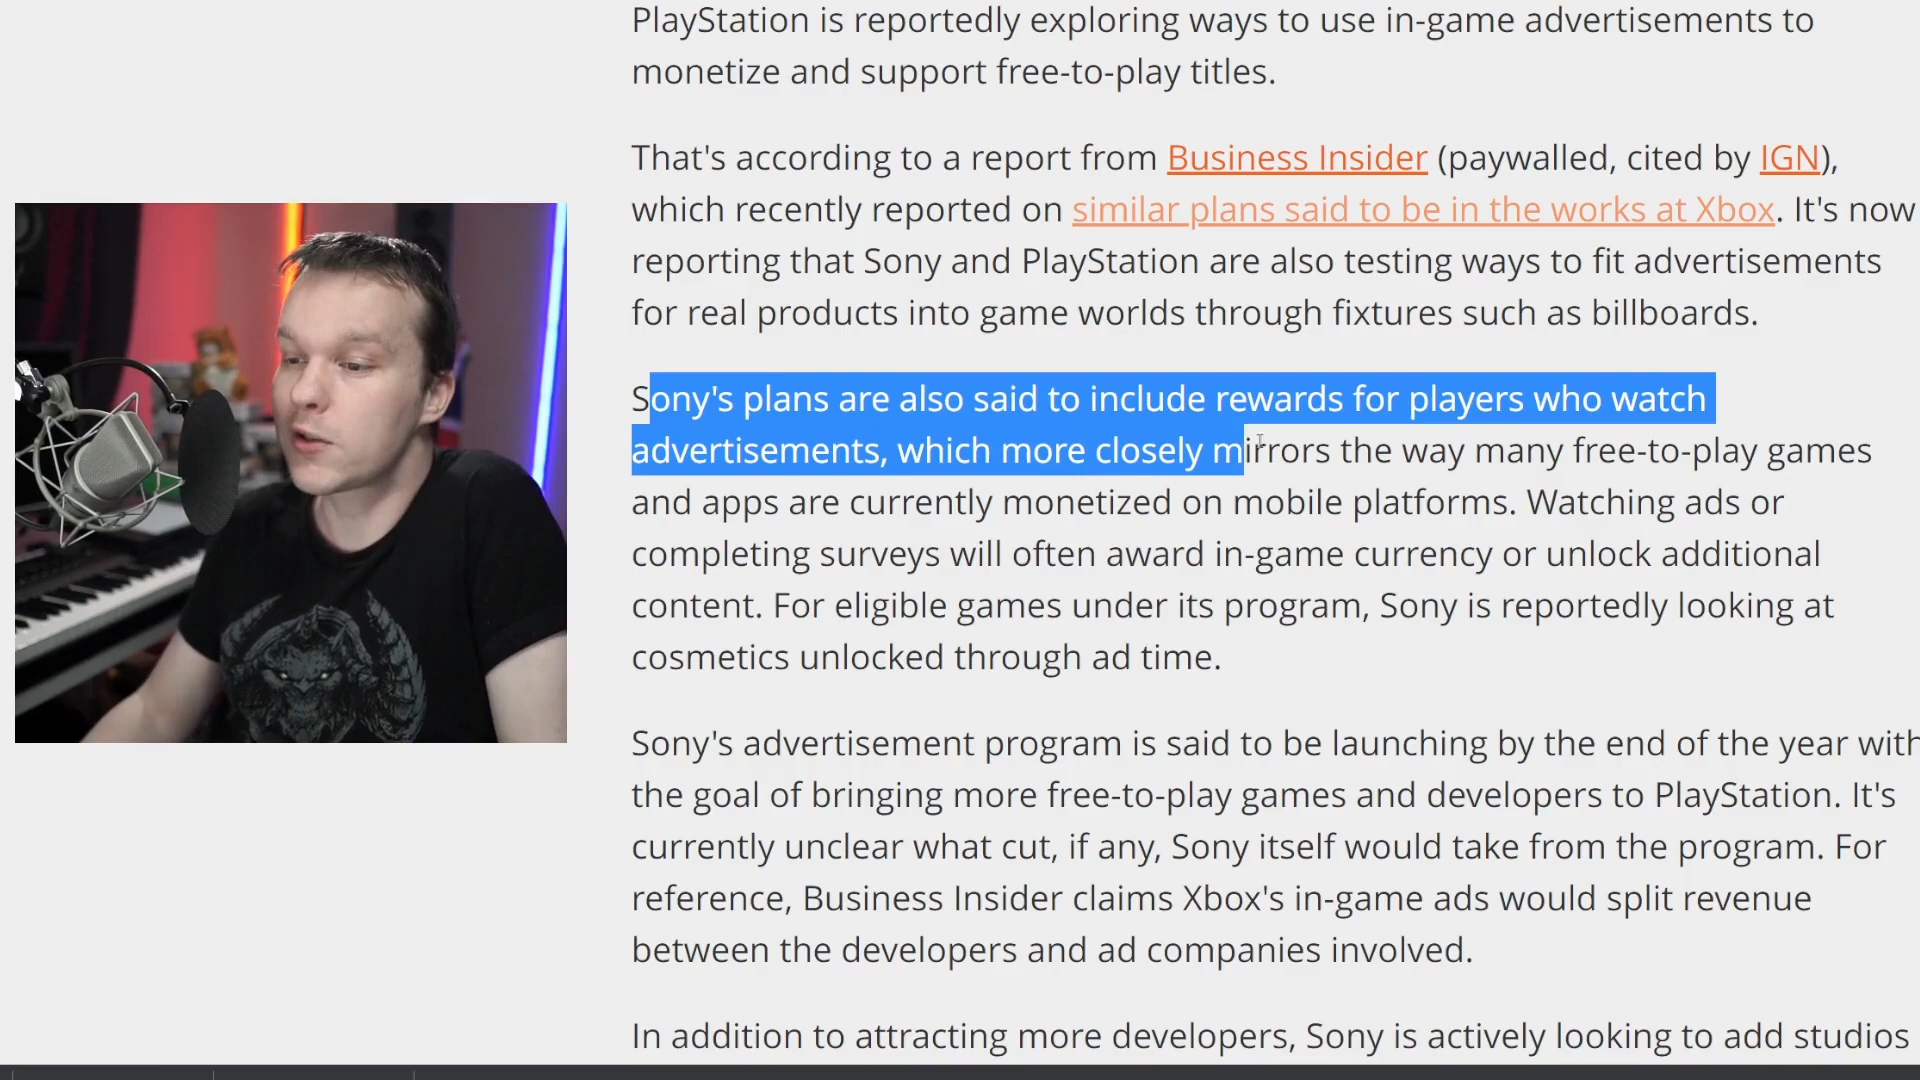 PlayStation is reportedly exploring ways to use in-game advertisements to
monetize and support free-to-play titles.
That's according to a report from Business Insider (paywalled, cited by IGN),
which recently reported on similar plans said to be in the works at Xbox. It's now
reporting that Sony and PlayStation are also testing ways to fit advertisements
for real products into game worlds through fixtures such as billboards.
Sony's plans are also said to include rewards for players who watch
advertisements, which more closely mirrors the way many free-to-play games
and apps are currently monetized on mobile platforms. Watching ads or
completing surveys will often award in-game currency or unlock additional
content. For eligible games under its program, Sony is reportedly looking at
cosmetics unlocked through ad time.
Sony's advertisement program is said to be launching by the end of the year with
the goal of bringing more free-to-play games and developers to PlayStation. It's
currently unclear what cut, if any, Sony itself would take from the program. For
reference, Business Insider claims Xbox's in-game ads would split revenue
between the developers and ad companies involved.
In addition to attracting more developers, Sony is actively looking to add studios